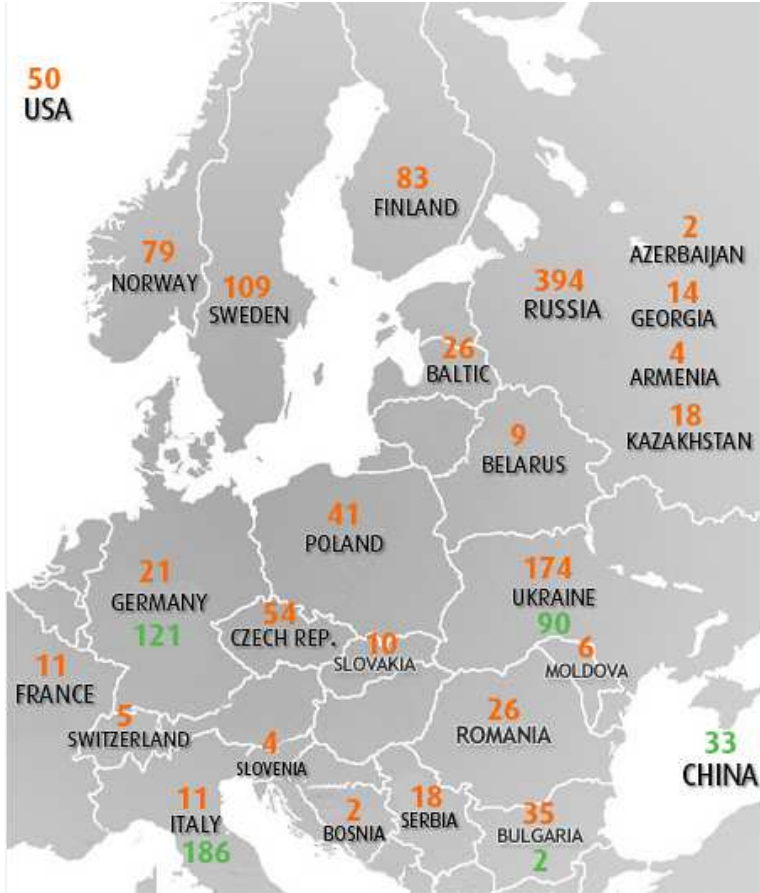 50
USA
83
FINLAND
79
NORWAY
109
SWEDEN
394
RUSSIA
2
AZERBAIJAN
14
GEORGIA
4
ARMENIA
18
KAZAKHSTAN
26
BALTIC
9
BELARUS
41
POLAND
21
GERMANY
121
54
CZECH REP.
10
SLOVAKIA
174
UKRAINE
90
6
MOLDOVA
11
FRANCE
5
SWITZERLAND
4
SLOVENIA
26
ROMANIA
33
CHINA
11
ITALY
186
2
BOSNIA
18
SERBIA
35
BULGARIA
2